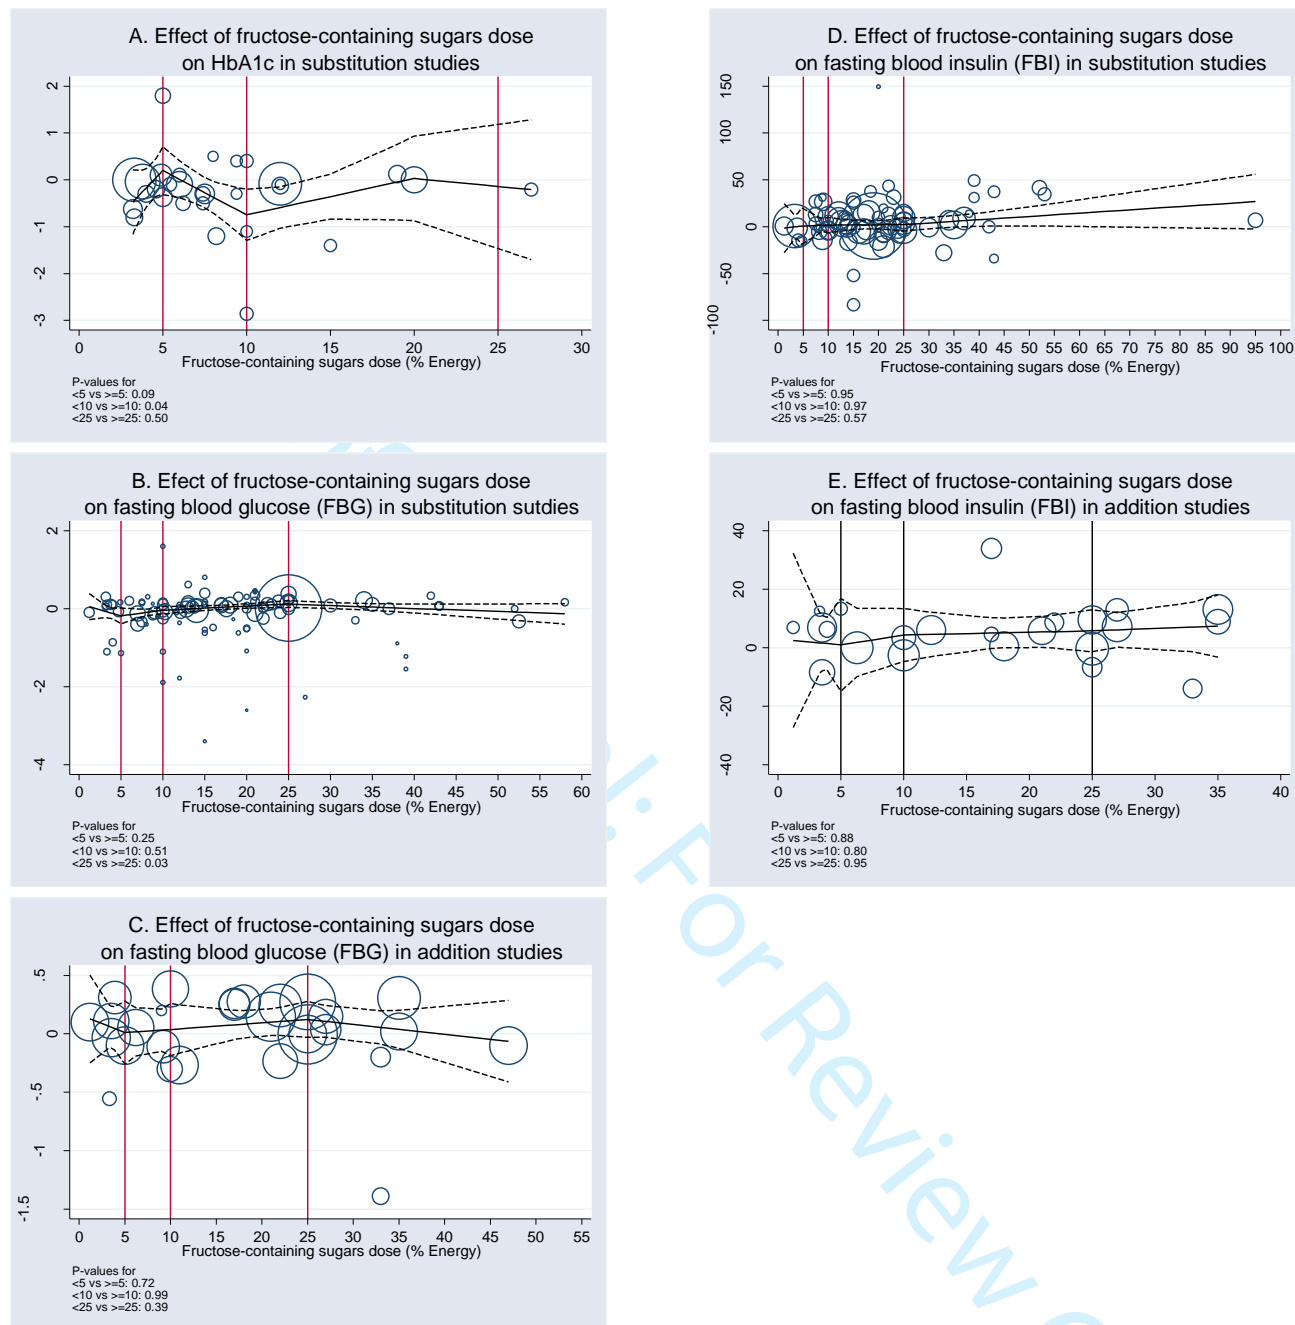 A. Effect of fructose-containing sugars dose
on HbA1c in substitution studies
2
1
0
-1
-2
-3
0 5 10 15 20 25 30
Fructose-containing sugars dose (% Energy)
P-values for
<5 vs >=5: 0.09
<10 vs >=10: 0.04
<25 vs >=25: 0.50
D. Effect of fructose-containing sugars dose
on fasting blood insulin (FBI) in substitution studies
150
100
50
0
-50
-100
0 5 10 15 20 25 30 35 40 45 50 55 60 65 70 75 80 85 90 95 100
Fructose-containing sugars dose (% Energy)
P-values for
<5 vs >=5: 0.95
<10 vs >=10: 0.97
<25 vs >=25: 0.57
B. Efect of fructose-containing sugars dose
on fasting blood glucose (FBG) in substitution sutdies
2
0
-2
-4
0 5 10 15 20 25 30 35 40 45 50 55 60
Fructose-containing sugars dose (% Energy)
P-values for
<5 vs >=5: 0.25
<10 vs >=10: 0.51
<25 vs >=25: 0.03
E. Effect of fructose-containing sugars dose
on fasting blood insulin (FBI) in addition studies
40
20
0
-20
-40
0 5 10 15 20 25 30 35 40
Fructose-containing sugars dose (% Energy)
P-values for
<5 vs >=5: 0.88
<10 vs >=10: 0.80
<25 vs >=25: 0.95
C. Effect of fructose-containing sugars dose
on fasting blood glucose (FBG) in addition studies
.5
0
-.5
-1
-1.5
0 5 10 15 20 25 30 35 40 45 50 55
Fructose-containing sugars dose (% Energy)
P-values for
<5 vs >=5: 0.72
<10 vs >=10: 0.99
<25 vs >=25: 0.39
: For Review